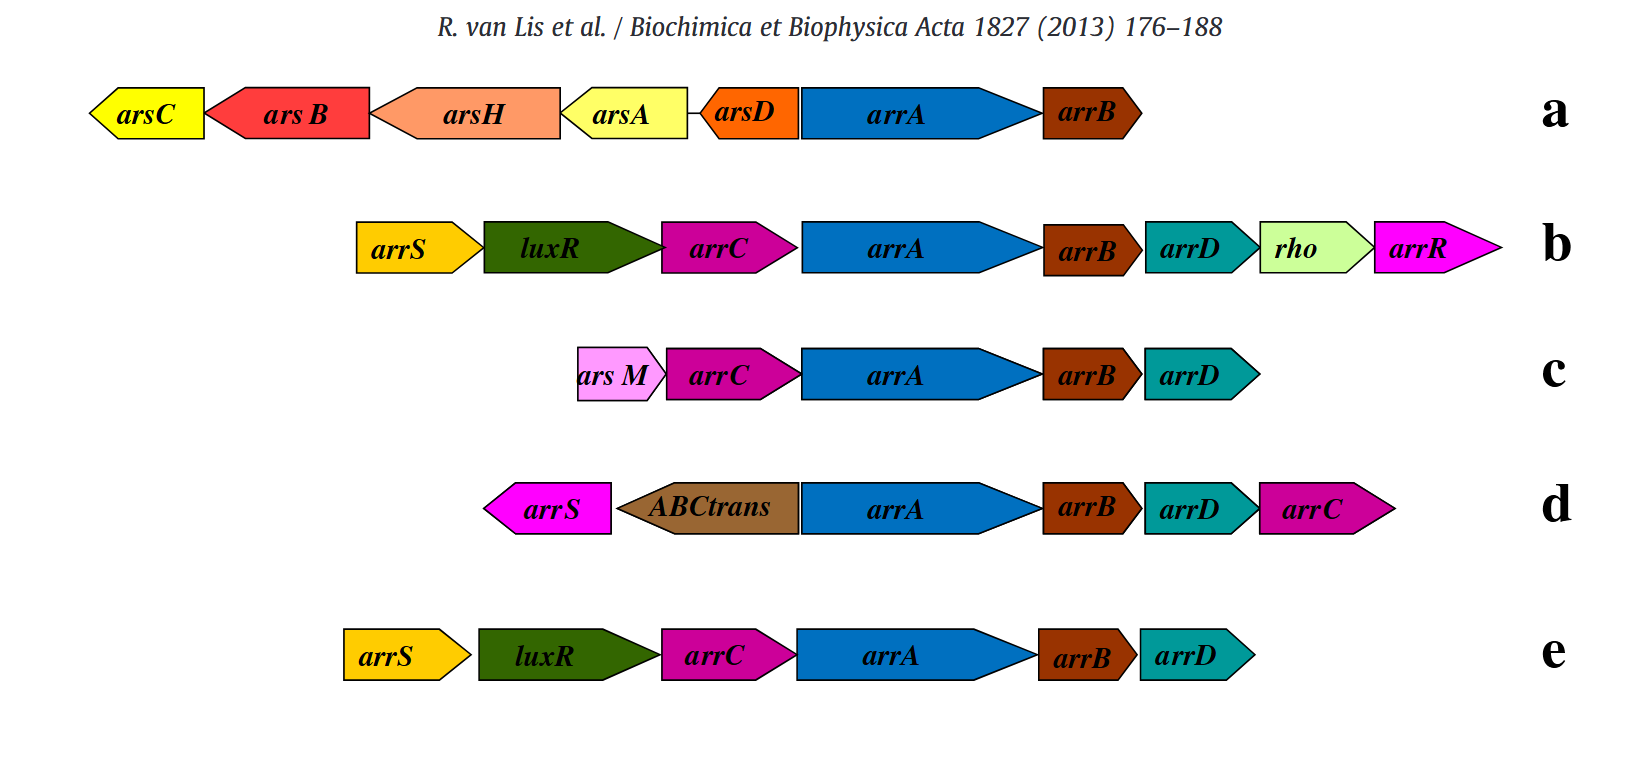 R. van Lis et al. / Biochimica et Biophysica Acta 1827 (2013) 176–188
arsC ars B arsH arsA arsD arrA arrB a
arrS luxR arrC arrA arrB arrD rho arrR b
ars M arrC arrA arrB arrD c
arrS ABCtrans arrA arrB arrD arrC d
arrS luxR arrC arrA arrB arrD e